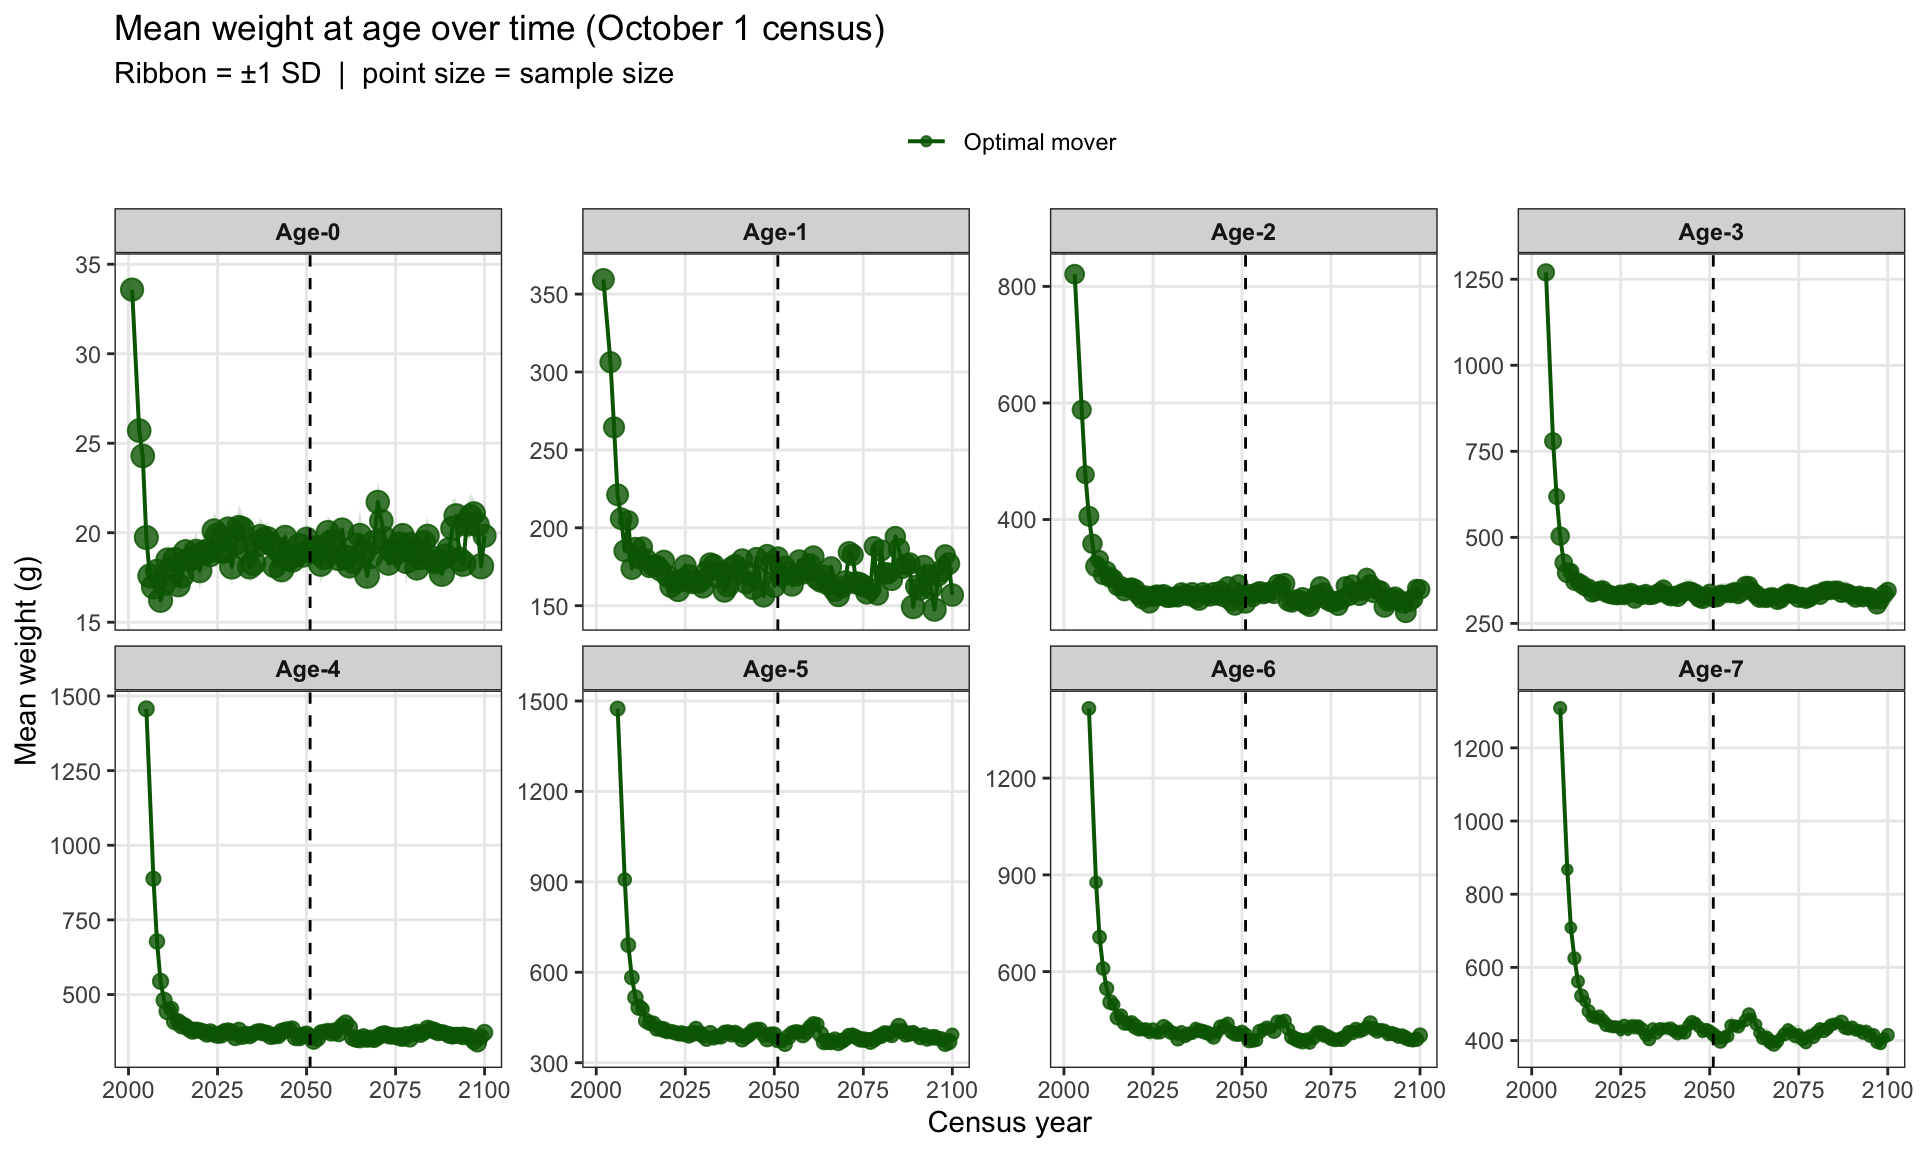 Mean weight at age over time (October 1 census)
Ribbon = ±1 SD | point size = sample size
Optimal mover
Age-0
Age-1
Age-2
Age-3
35
30
25
20
15
350
300
250
200
150
800
600
400
1250
1000
750
500
250
Age-4
Age-5
Age-6
Age-7
1500
1250
1000
750
500
1500
1200
900
600
300
1200
900
600
1200
1000
800
600
400
2000 2025 2050 2075 2100
2000 2025 2050 2075 2100
2000 2025 2050 2075 2100
2000 2025 2050 2075 2100
Census year
Mean weight (g)